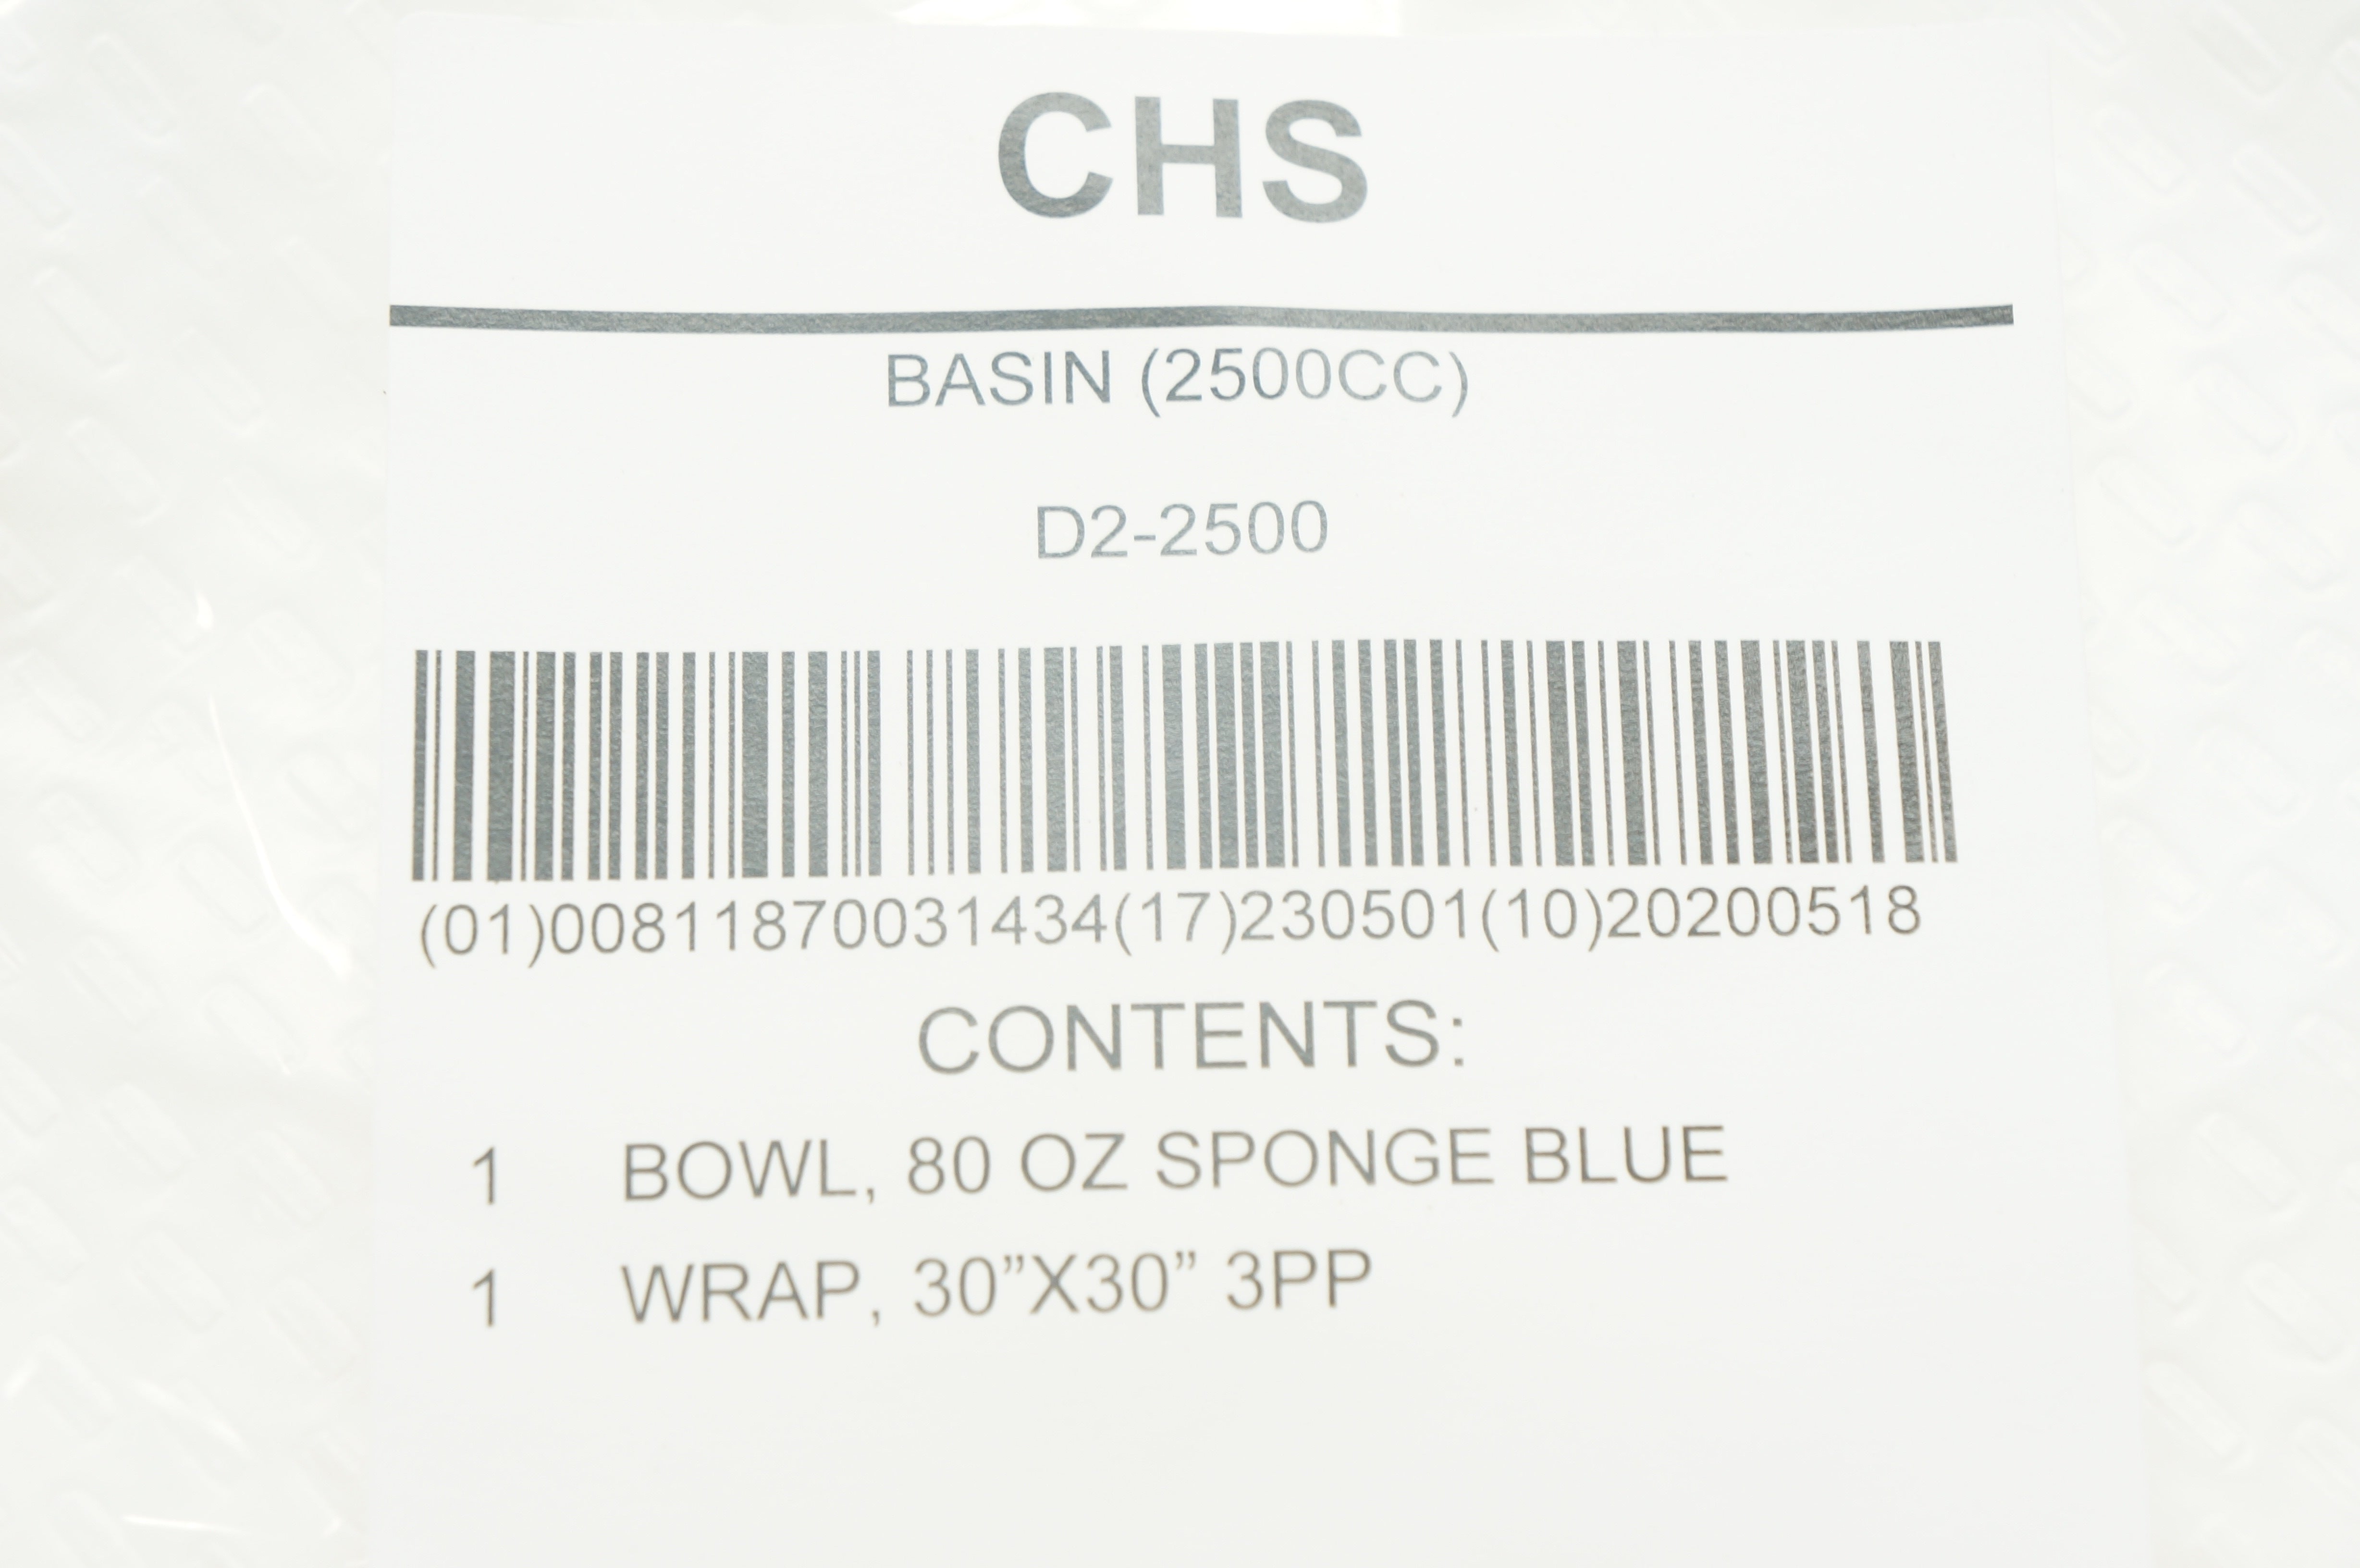 CHS
BASIN (2500CC)
D2-2500
(01)00811870031434(17)230501(10)20200518
CONTENTS:
1 BOWL, 80 OZ SPONGE BLUE
1 WRAP, 30”X30” 3PP